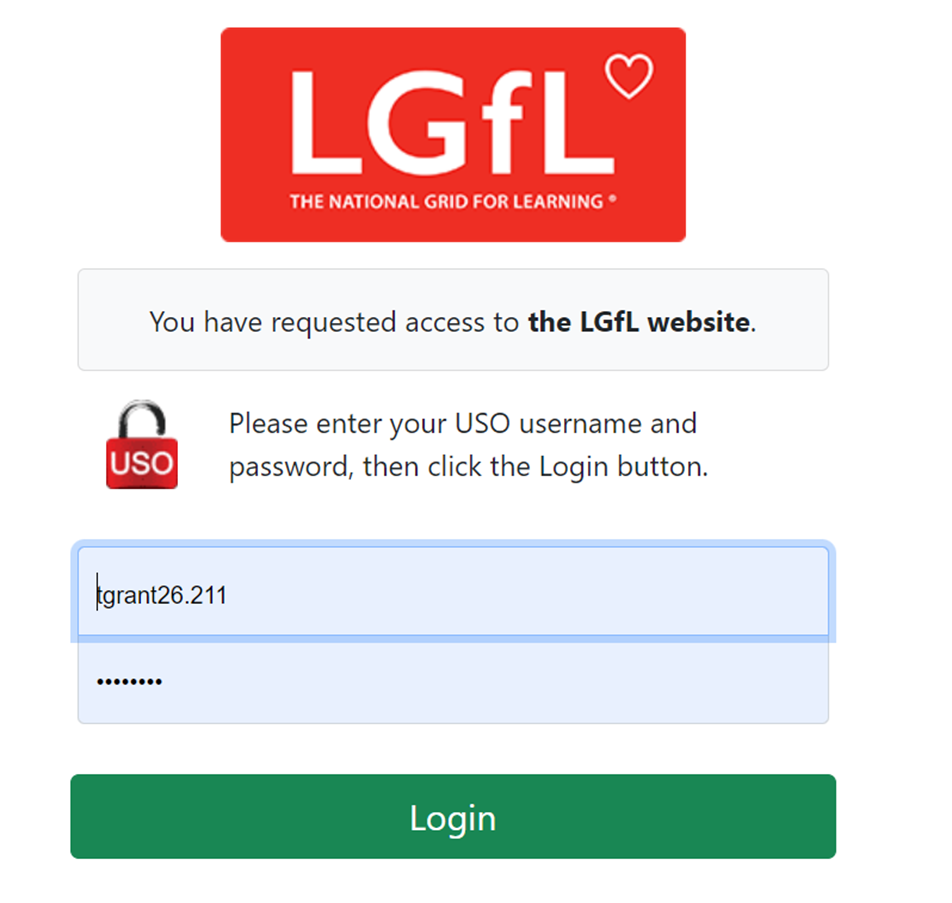 LGfL
THE NATIONAL GRID FOR LEARNING ®
You have requested access to the LGfL website.
USO
Please enter your USO username and
password, then click the Login button.
tgrant26.211
••••••••
Login